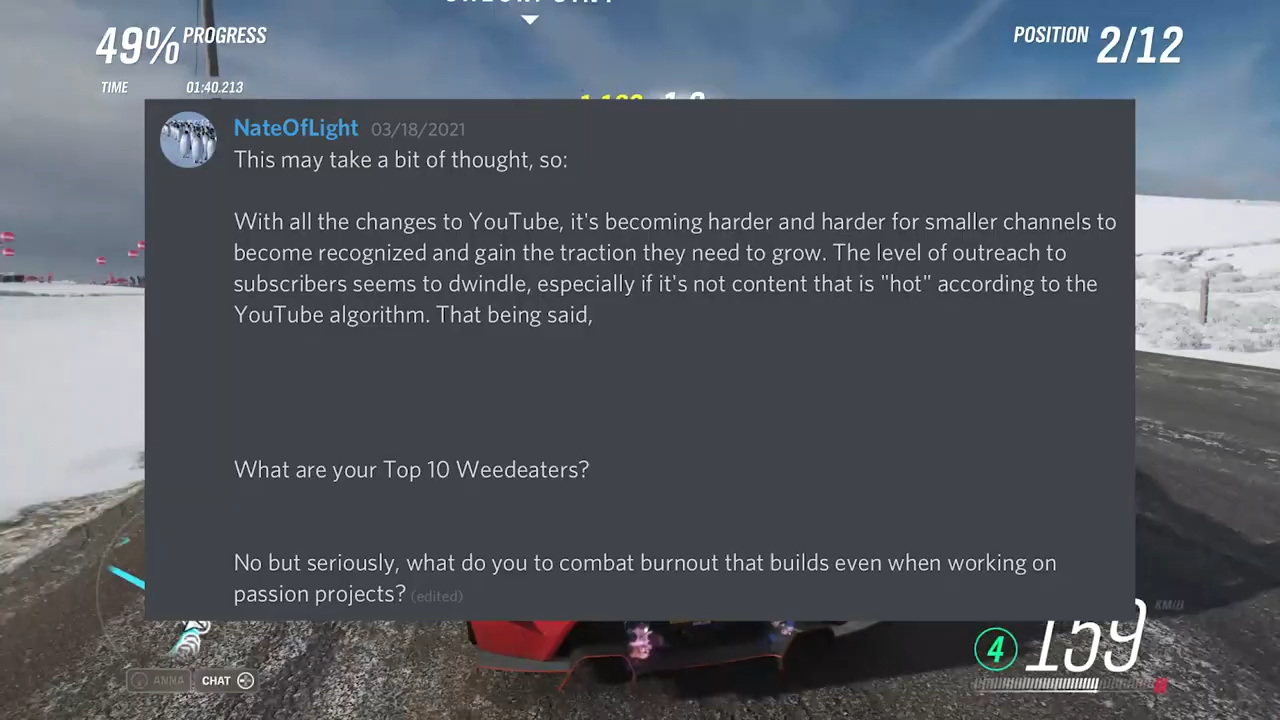 49% PROGRESS
POSITION 2/12
TIME 01:40.213
NateOfLight 03/18/2021
This may take a bit of thought, so:
With all the changes to YouTube, it's becoming harder and harder for smaller channels to
become recognized and gain the traction they need to grow. The level of outreach to
subscribers seems to dwindle, especially if it's not content that is "hot" according to the
YouTube algorithm. That being said,
What are your Top 10 Weedeaters?
No but seriously, what do you to combat burnout that builds even when working on
passion projects? (edited)
KM/H
4 159
ANNA CHAT